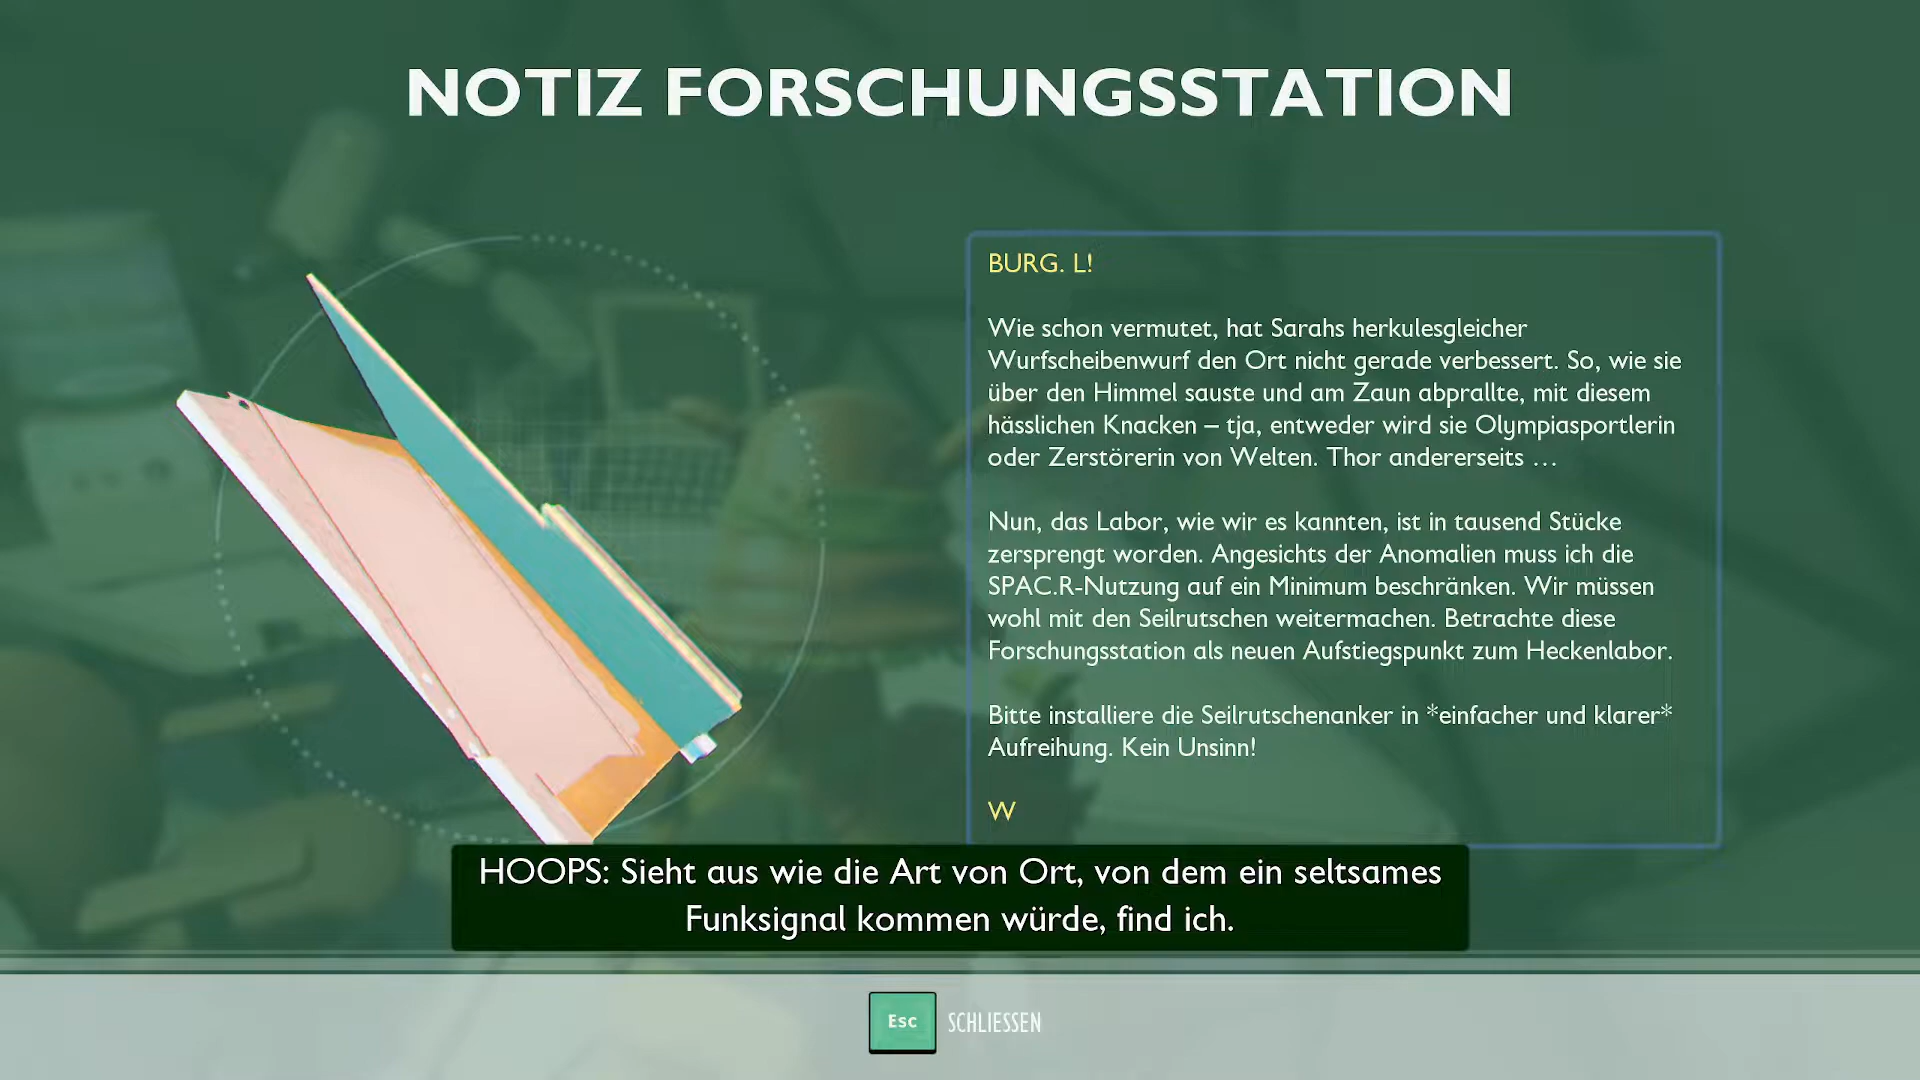 NOTIZ FORSCHUNGSSTATION
BURG. L!
Wie schon vermutet, hat Sarahs herkulesgleicher
Wurfscheibenwurf den Ort nicht gerade verbessert. So, wie sie
über den Himmel sauste und am Zaun abprallte, mit diesem
hässlichen Knacken – tja, entweder wird sie Olympiasportlerin
oder Zerstörerin von Welten. Thor andererseits …
Nun, das Labor, wie wir es kannten, ist in tausend Stücke
zersprengt worden. Angesichts der Anomalien muss ich die
SPAC.R-Nutzung auf ein Minimum beschränken. Wir müssen
wohl mit den Seilrutschen weitermachen. Betrachte diese
Forschungsstation als neuen Aufstiegspunkt zum Heckenlabor.
Bitte installiere die Seilrutschenanker in *einfacher und klarer*
Aufreihung. Kein Unsinn!
W
HOOPS: Sieht aus wie die Art von Ort, von dem ein seltsames
Funksignal kommen würde, find ich.
Esc SCHLIESSEN